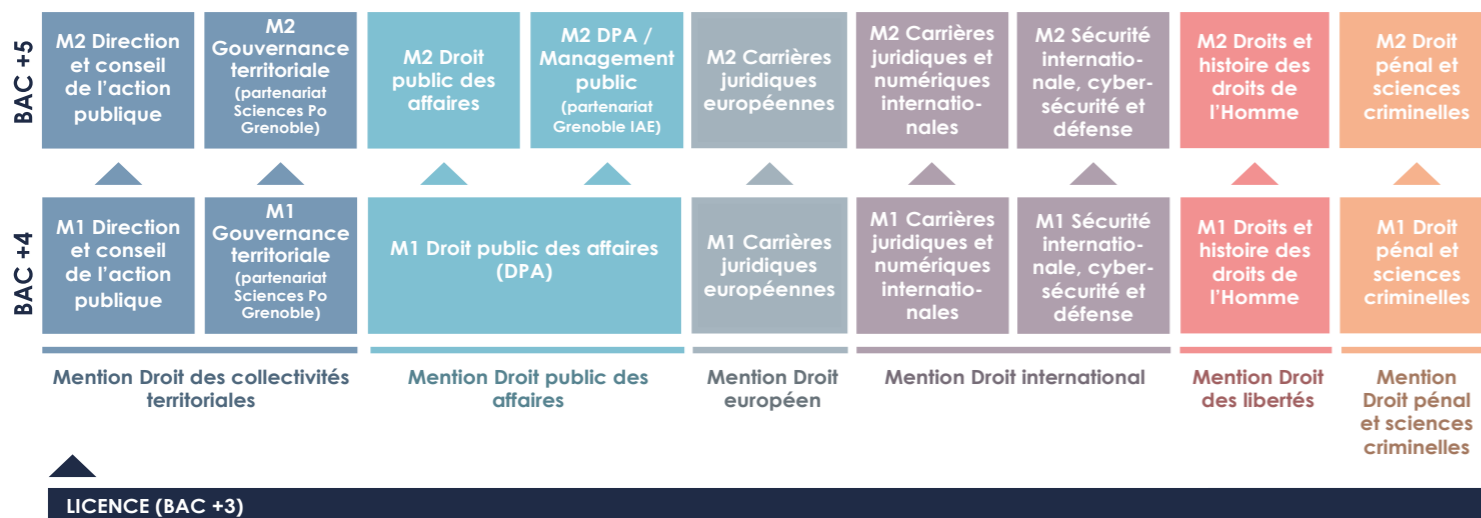 BAC +5
M2 Direction
et conseil
de l'action
publique
M2
Gouvernance
territoriale
(partenariat
Sciences Po
Grenoble)
M2 Droit
public des
affaires
M2 DPA /
Management
public
(partenariat
Grenoble IAE)
M2 Carrières
juridiques
européennes
M2 Carrières
juridiques et
numériques
internatio-
nales
M2 Sécurité
internatio-
nale, cyber-
sécurité et
défense
M2 Droits et
histoire des
droits de
l'Homme
M2 Droit
pénal et
sciences
criminelles
BAC +4
M1 Direction
et conseil
de l'action
publique
M1
Gouvernance
territoriale
(partenariat
Sciences Po
Grenoble)
M1 Droit public des affaires
(DPA)
M1 Carrières
juridiques
européennes
M1 Carrières
juridiques et
numériques
internatio-
nales
M1 Sécurité
internatio-
nale, cyber-
sécurité et
défense
M1 Droits et
histoire des
droits de
l'Homme
M1 Droit
pénal et
sciences
criminelles
Mention Droit des collectivités
territoriales
Mention Droit public des
affaires
Mention Droit
européen
Mention Droit international
Mention Droit
des libertés
Mention
Droit pénal
et sciences
criminelles
LICENCE (BAC +3)